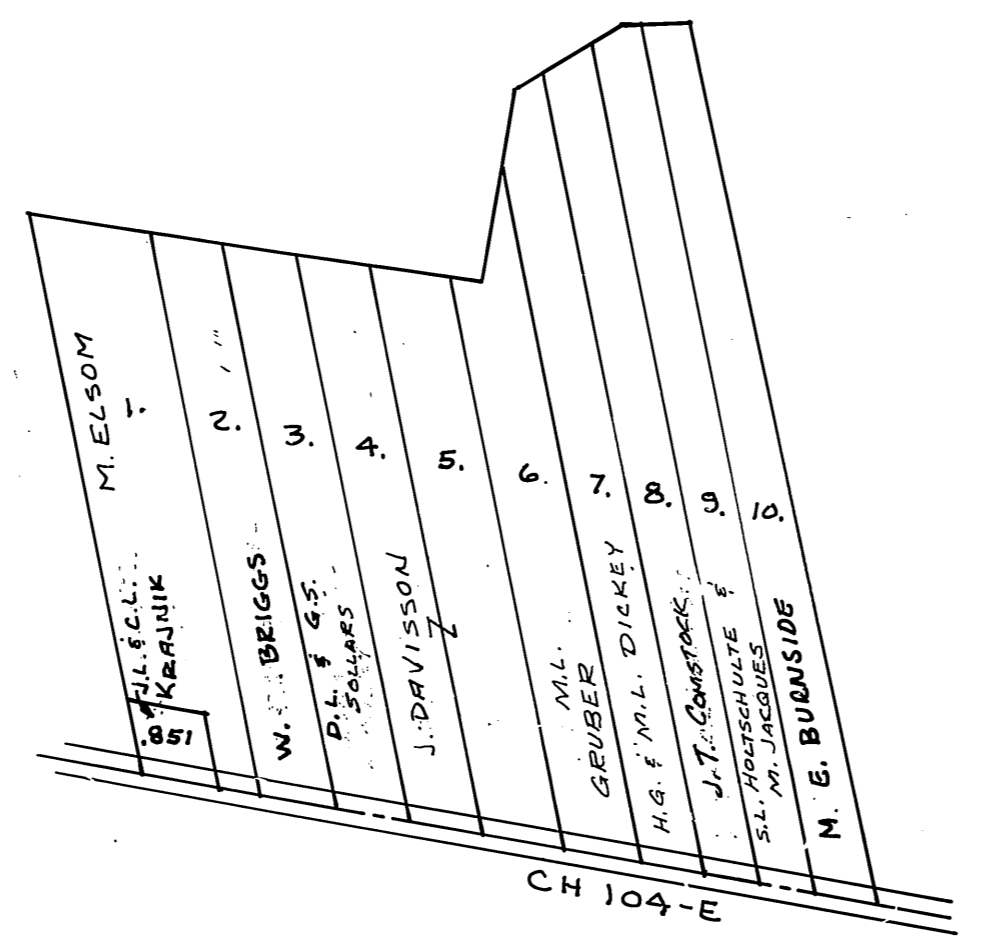 M. ELSOM
1.
J.L. & C.L.
KRAJNIK
.851
2.
W. BRIGGS
3.
D.L. & G.S.
SOLLARS
4.
J. DAVISSON
5.
6.
M.L.
GRUBER
7.
H.G. & M.L. DICKEY
8.
J.T. COMSTOCK
9.
S.L. HOLTSCHULTE &
M. JACQUES
10.
M. E. BURNSIDE
CH 104-E